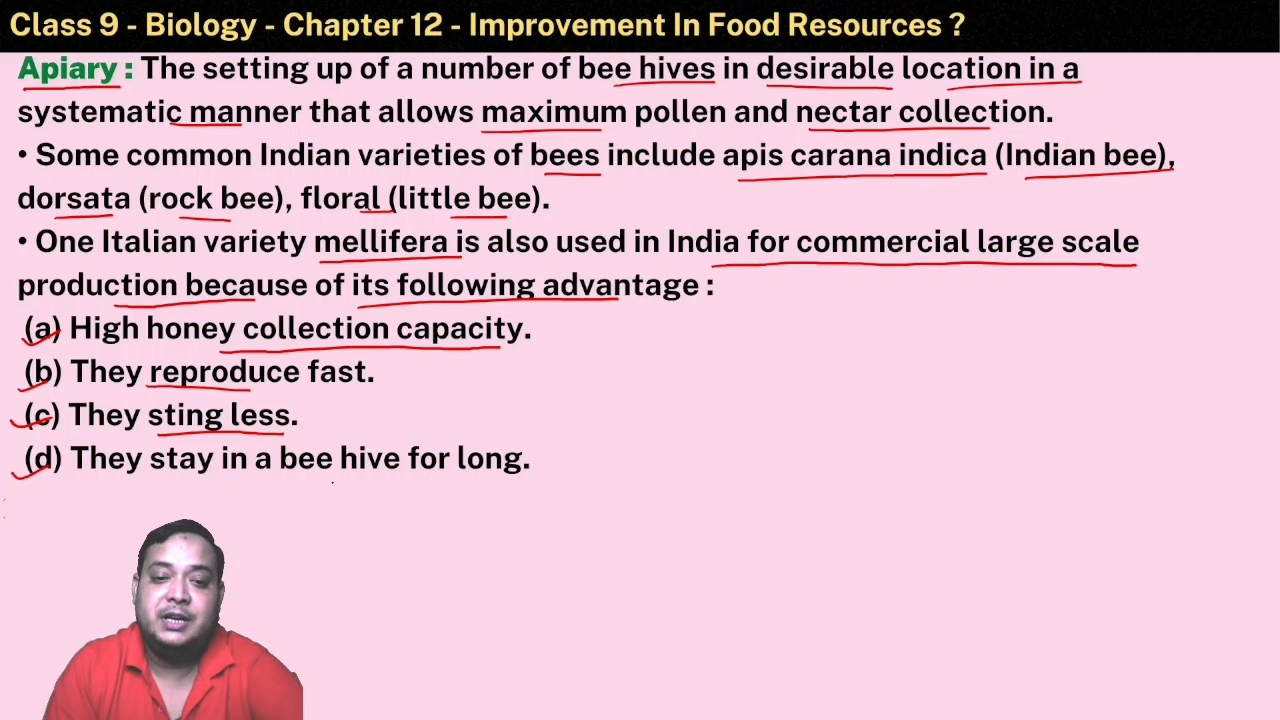 Class 9 - Biology - Chapter 12 - Improvement In Food Resources ?
Apiary : The setting up of a number of bee hives in desirable location in a
systematic manner that allows maximum pollen and nectar collection.
• Some common Indian varieties of bees include apis carana indica (Indian bee),
dorsata (rock bee), floral (little bee).
• One Italian variety mellifera is also used in India for commercial large scale
production because of its following advantage :
(a) High honey collection capacity.
(b) They reproduce fast.
(c) They sting less.
(d) They stay in a bee hive for long.